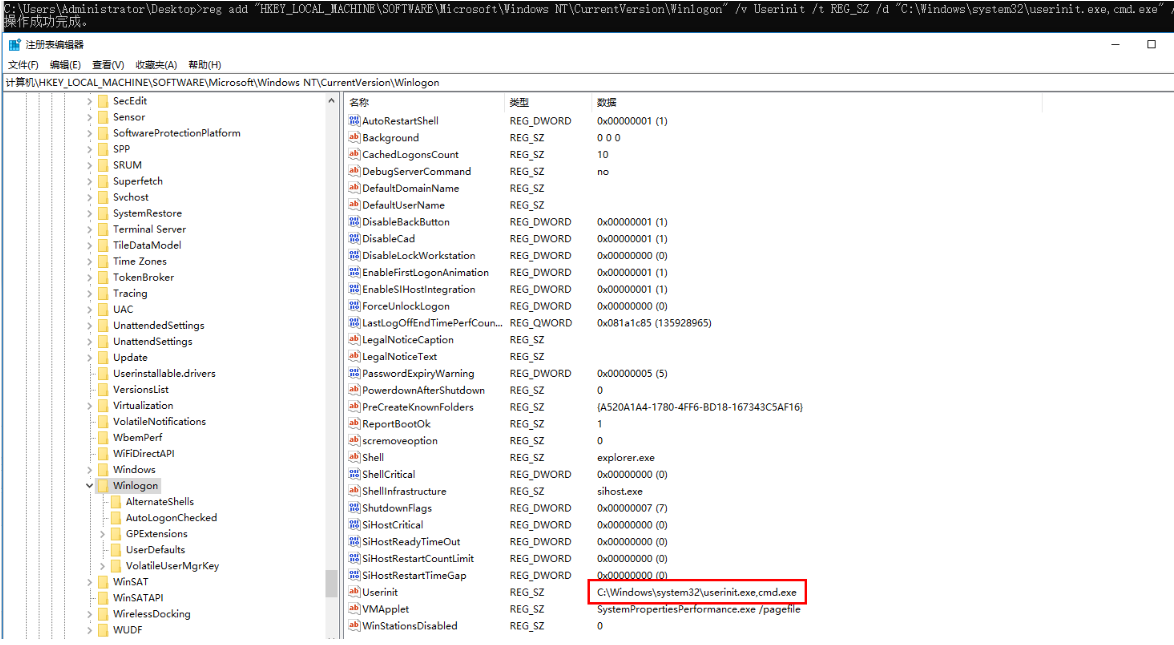 C:\Users\Administrator\Desktop>reg add "HKEY_LOCAL_MACHINE\SOFTWARE\Microsoft\Windows NT\CurrentVersion\Winlogon" /v Userinit /t REG_SZ /d "C:\Windows\system32\userinit.exe,cmd.exe" /
操作成功完成。
注册表编辑器
文件(F) 编辑(E) 查看(V) 收藏夹(A) 帮助(H)
计算机\HKEY_LOCAL_MACHINE\SOFTWARE\Microsoft\Windows NT\CurrentVersion\Winlogon
SecEdit
Sensor
SoftwareProtectionPlatform
SPP
SRUM
Superfetch
Svchost
SystemRestore
Terminal Server
TileDataModel
Time Zones
TokenBroker
Tracing
UAC
UnattendedSettings
UnattendSettings
Update
Userinstallable.drivers
VersionsList
Virtualization
VolatileNotifications
WbemPerf
WiFiDirectAPI
Windows
Winlogon
AlternateShells
AutoLogonChecked
GPExtensions
UserDefaults
VolatileUserMgrKey
WinSAT
WinSATAPI
WirelessDocking
WUDF
名称 类型 数据
AutoRestartShell REG_DWORD 0x00000001 (1)
Background REG_SZ 0 0 0
CachedLogonsCount REG_SZ 10
DebugServerCommand REG_SZ no
DefaultDomainName REG_SZ
DefaultUserName REG_SZ
DisableBackButton REG_DWORD 0x00000001 (1)
DisableCad REG_DWORD 0x00000001 (1)
DisableLockWorkstation REG_DWORD 0x00000000 (0)
EnableFirstLogonAnimation REG_DWORD 0x00000001 (1)
EnableSIHostIntegration REG_DWORD 0x00000001 (1)
ForceUnlockLogon REG_DWORD 0x00000000 (0)
LastLogOffEndTimePerfCoun... REG_QWORD 0x081a1c85 (135928965)
LegalNoticeCaption REG_SZ
LegalNoticeText REG_SZ
PasswordExpiryWarning REG_DWORD 0x00000005 (5)
PowerdownAfterShutdown REG_SZ 0
PreCreateKnownFolders REG_SZ {A520A1A4-1780-4FF6-BD18-167343C5AF16}
ReportBootOk REG_SZ 1
scremoveoption REG_SZ 0
Shell REG_SZ explorer.exe
ShellCritical REG_DWORD 0x00000000 (0)
ShellInfrastructure REG_SZ sihost.exe
ShutdownFlags REG_DWORD 0x00000007 (7)
SiHostCritical REG_DWORD 0x00000000 (0)
SiHostReadyTimeOut REG_DWORD 0x00000000 (0)
SiHostRestartCountLimit REG_DWORD 0x00000000 (0)
SiHostRestartTimeGap REG_DWORD 0x00000000 (0)
Userinit REG_SZ C:\Windows\system32\userinit.exe,cmd.exe
VMApplet REG_SZ SystemPropertiesPerformance.exe /pagefile
WinStationsDisabled REG_SZ 0